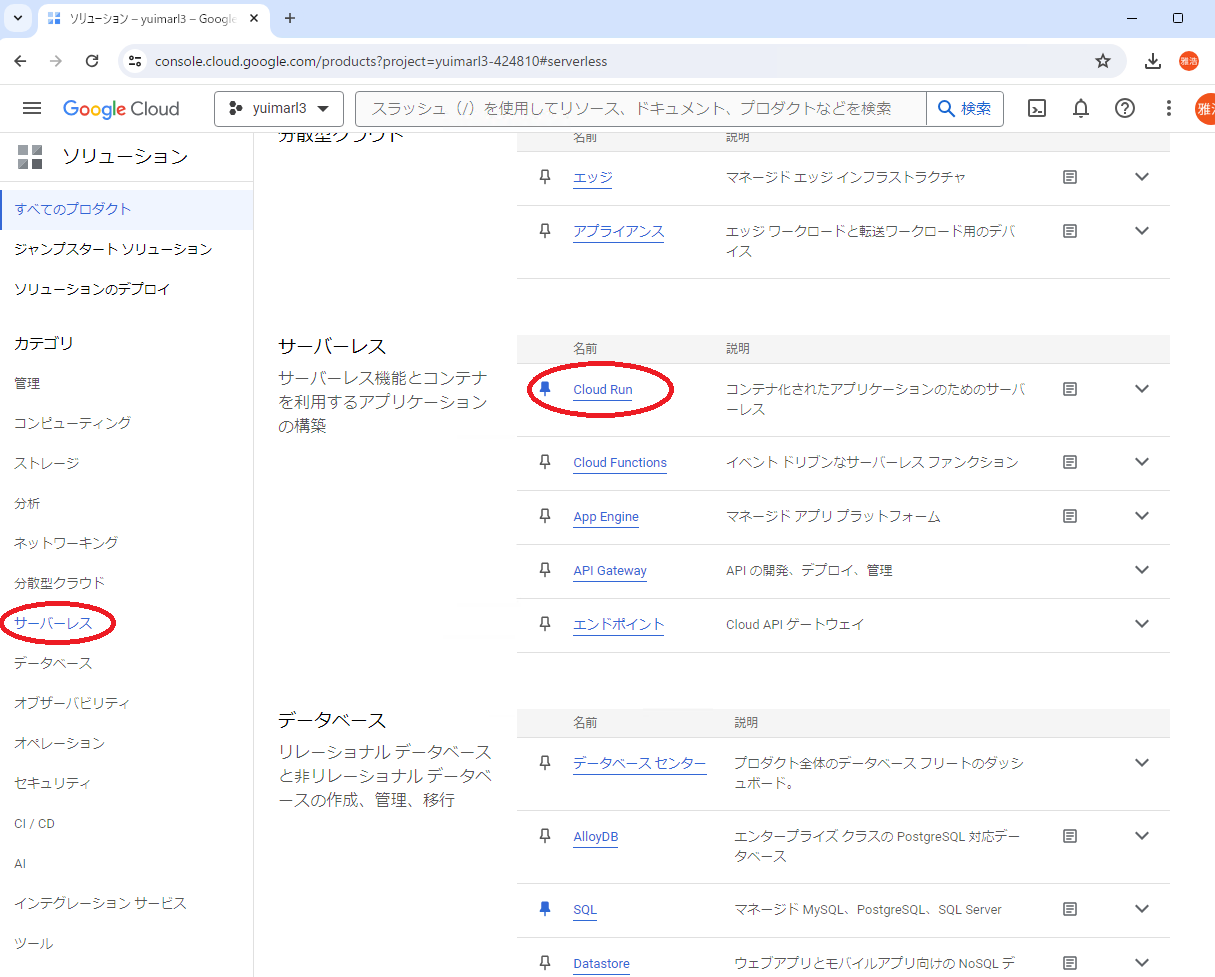 ソリューション – yuimarl3 – Google
console.cloud.google.com/products?project=yuimarl3-424810#serverless
雅浩
Google Cloud
yuimarl3
スラッシュ（/）を使用してリソース、ドキュメント、プロダクトなどを検索
検索
雅浩
ソリューション
すべてのプロダクト
ジャンプスタート ソリューション
ソリューションのデプロイ
カテゴリ
管理
コンピューティング
ストレージ
分析
ネットワーキング
分散型クラウド
サーバーレス
データベース
オブザーバビリティ
オペレーション
セキュリティ
CI / CD
AI
インテグレーション サービス
ツール
分散型クラウド
名前 説明
エッジ マネージド エッジ インフラストラクチャ
アプライアンス エッジ ワークロードと転送ワークロード用のデバ
イス
サーバーレス
サーバーレス機能とコンテナ
を利用するアプリケーション
の構築
名前 説明
Cloud Run コンテナ化されたアプリケーションのためのサーバ
ーレス
Cloud Functions イベント ドリブンなサーバーレス ファンクション
App Engine マネージド アプリ プラットフォーム
API Gateway API の開発、デプロイ、管理
エンドポイント Cloud API ゲートウェイ
データベース
リレーショナル データベース
と非リレーショナル データベ
ースの作成、管理、移行
名前 説明
データベース センター プロダクト全体のデータベース フリートのダッシ
ュボード。
AlloyDB エンタープライズ クラスの PostgreSQL 対応デー
タベース
SQL マネージド MySQL、PostgreSQL、SQL Server
Datastore ウェブアプリとモバイルアプリ向けの NoSQL デ